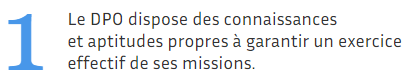 1
Le DPO dispose des connaissances
et aptitudes propres à garantir un exercice
effectif de ses missions.